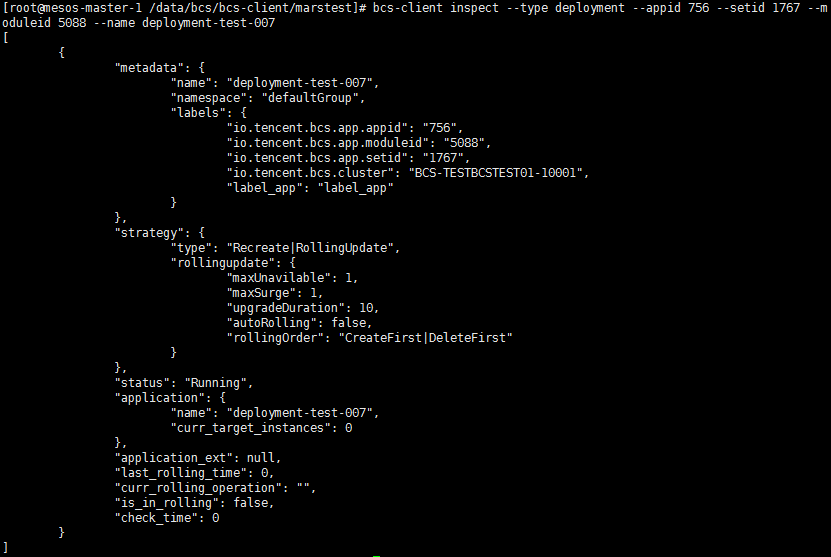 [root@mesos-master-1 /data/bcs/bcs-client/marstest]# bcs-client inspect --type deployment --appid 756 --setid 1767 --m
oduleid 5088 --name deployment-test-007
[
        {
                "metadata": {
                        "name": "deployment-test-007",
                        "namespace": "defaultGroup",
                        "labels": {
                                "io.tencent.bcs.app.appid": "756",
                                "io.tencent.bcs.app.moduleid": "5088",
                                "io.tencent.bcs.app.setid": "1767",
                                "io.tencent.bcs.cluster": "BCS-TESTBCSTEST01-10001",
                                "label_app": "label_app"
                        }
                },
                "strategy": {
                        "type": "Recreate|RollingUpdate",
                        "rollingupdate": {
                                "maxUnavilable": 1,
                                "maxSurge": 1,
                                "upgradeDuration": 10,
                                "autoRolling": false,
                                "rollingOrder": "CreateFirst|DeleteFirst"
                        }
                },
                "status": "Running",
                "application": {
                        "name": "deployment-test-007",
                        "curr_target_instances": 0
                },
                "application_ext": null,
                "last_rolling_time": 0,
                "curr_rolling_operation": "",
                "is_in_rolling": false,
                "check_time": 0
        }
]